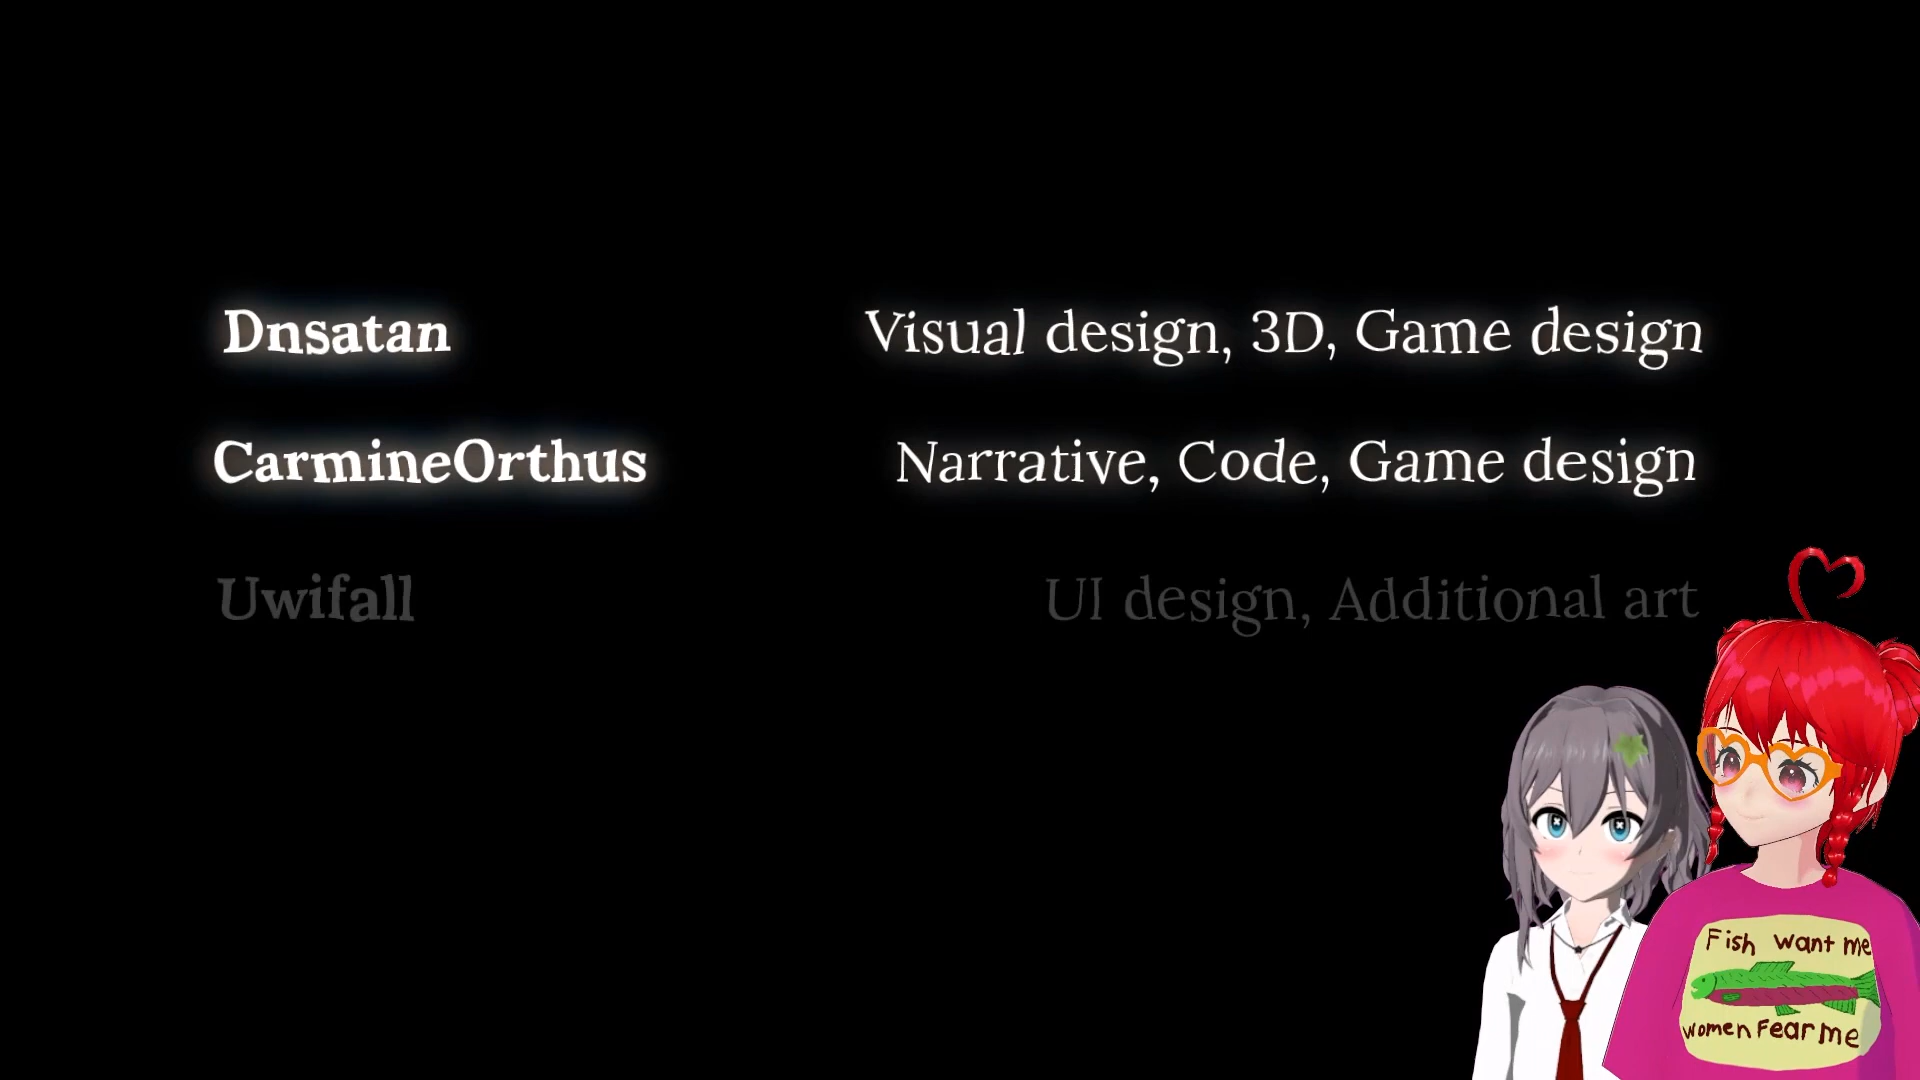 Dnsatan Visual design, 3D, Game design
CarmineOrthus Narrative, Code, Game design
Uwifall UI design, Additional art
Fish want me
women Fear me